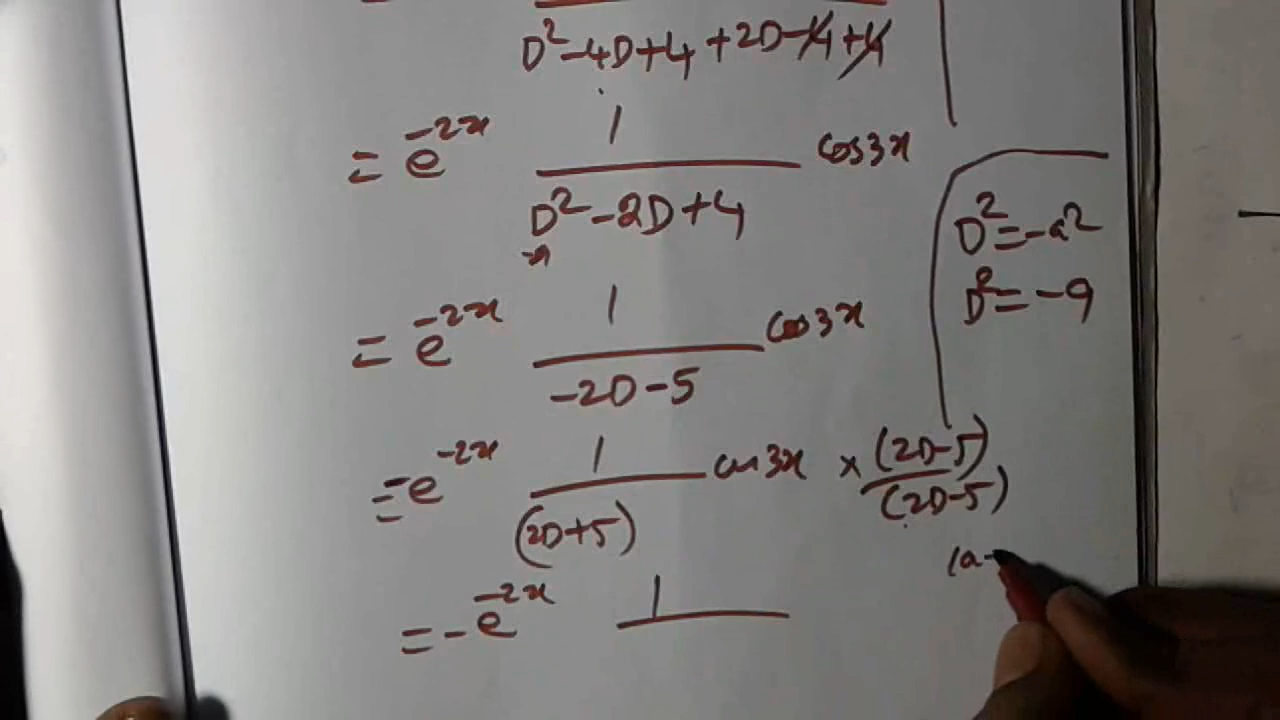 D² - 4D + 4 + 2D - 4 + 4
= e^{-2x} 1/(D² - 2D + 4) cos3x
-9
D² = -a²
D² = -9
= e^{-2x} 1/(-2D - 5) cos3x
= -e^{-2x} 1/(2D + 5) cos3x × (2D - 5)/(2D - 5)
(a -
= -e^{-2x} 1/